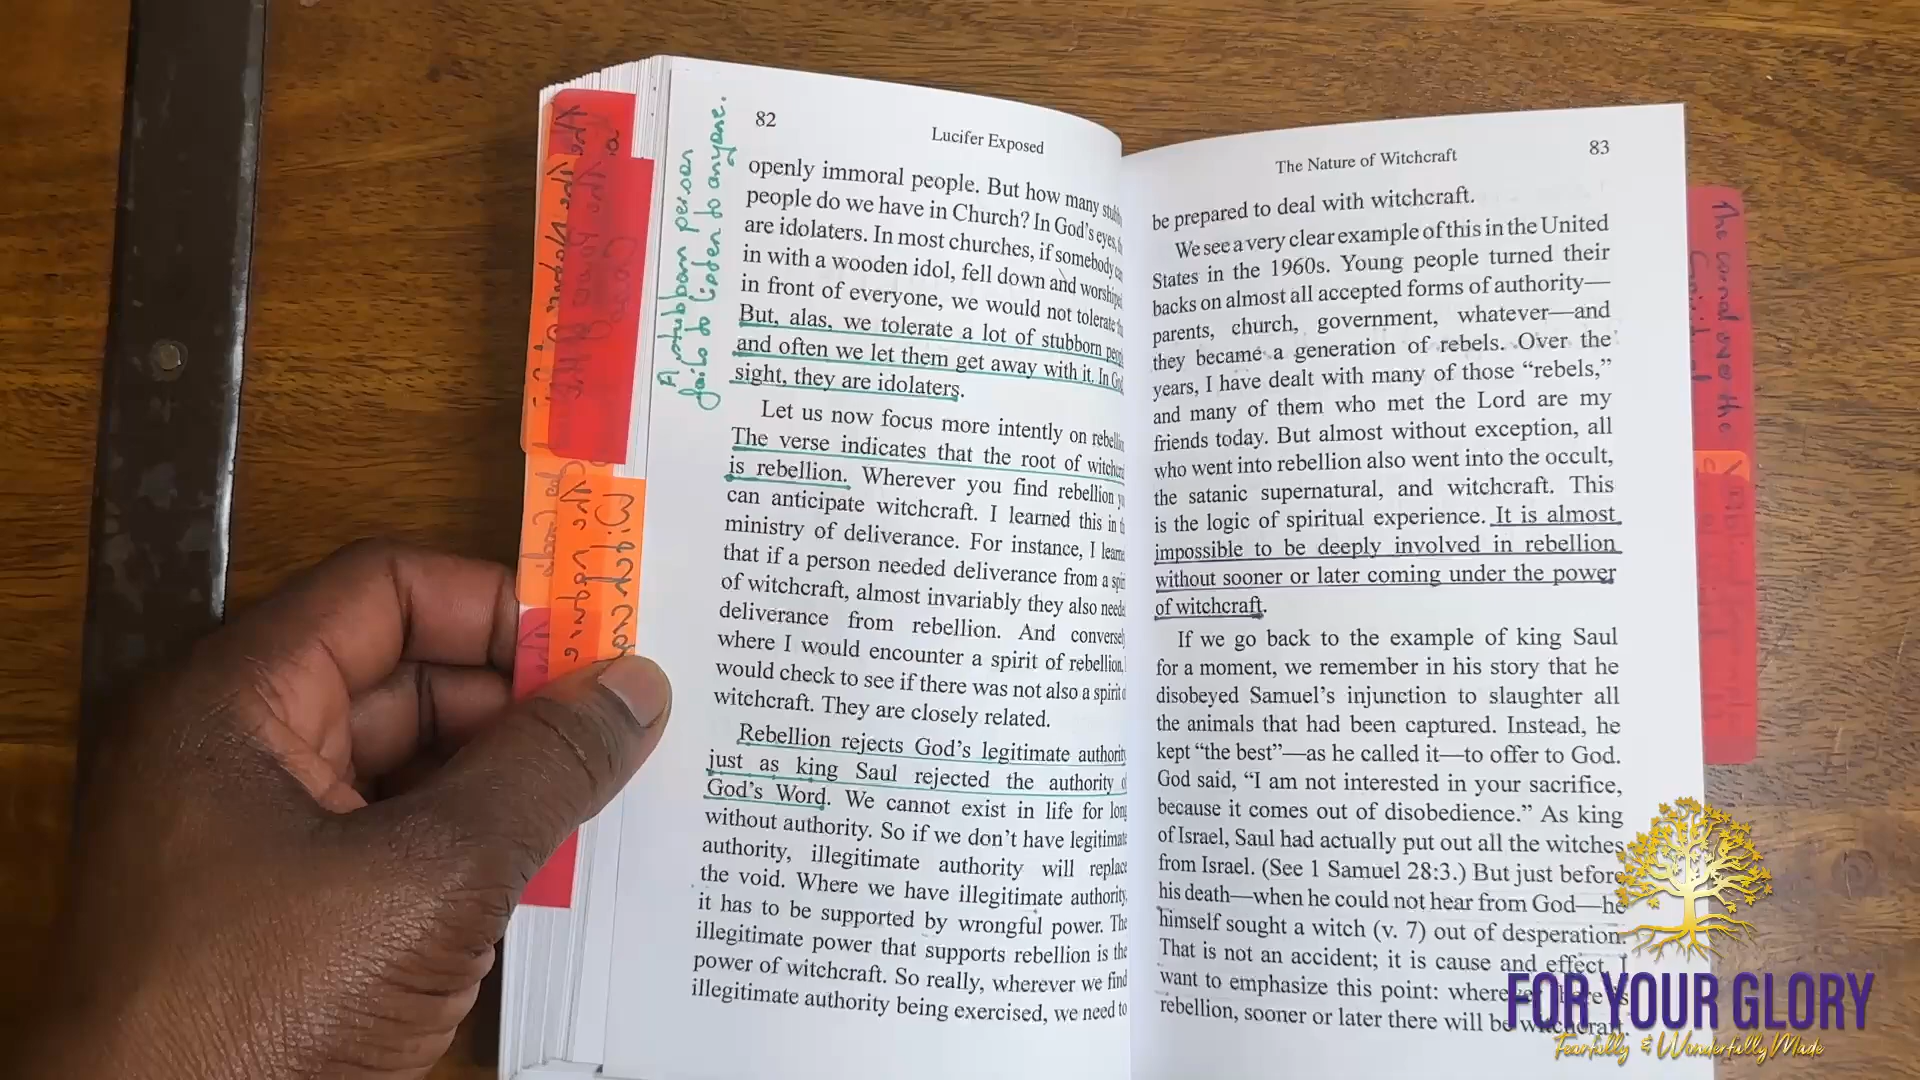 82
Lucifer Exposed
A stubborn person
fails to listen to anyone.
openly immoral people. But how many
people do we have in Church? In God's eyes,
are idolaters. In most churches, if somebody
in with a wooden idol, fell down and
in front of everyone, we would not tolerate
But, alas, we tolerate a lot of stubborn
and often we let them get away with it. In
sight, they are idolaters.
Let us now focus more intently on
The verse indicates that the root of
is rebellion. Wherever you find rebellion
can anticipate witchcraft. I learned this in
ministry of deliverance. For instance, I
that if a person needed deliverance from a
of witchcraft, almost invariably they also
deliverance from rebellion. And
where I would encounter a spirit of rebellion,
would check to see if there was not also a spirit
witchcraft. They are closely related.
Rebellion rejects God's legitimate
just as king Saul rejected the authority
God's Word. We cannot exist in life for
without authority. So if we don't have
authority, illegitimate authority will replace
the void. Where we have illegitimate authority,
it has to be supported by wrongful power. The
illegitimate power that supports rebellion is the
power of witchcraft. So really, wherever we find
illegitimate authority being exercised, we need to
The Nature of Witchcraft
83
be prepared to deal with witchcraft.
We see a very clear example of this in the United
States in the 1960s. Young people turned their
backs on almost all accepted forms of authority—
parents, church, government, whatever—and
they became a generation of rebels. Over the
years, I have dealt with many of those “rebels,”
and many of them who met the Lord are my
friends today. But almost without exception, all
who went into rebellion also went into the occult,
the satanic supernatural, and witchcraft. This
is the logic of spiritual experience. It is almost
impossible to be deeply involved in rebellion
without sooner or later coming under the power
of witchcraft.
If we go back to the example of king Saul
for a moment, we remember in his story that he
disobeyed Samuel's injunction to slaughter all
the animals that had been captured. Instead, he
kept “the best”—as he called it—to offer to God.
God said, “I am not interested in your sacrifice,
because it comes out of disobedience.” As king
of Israel, Saul had actually put out all the witches
from Israel. (See 1 Samuel 28:3.) But just before
his death—when he could not hear from God—he
himself sought a witch (v. 7) out of desperation.
That is not an accident; it is cause and effect. I
want to emphasize this point: wherever there is
rebellion, sooner or later there will be witchcraft.
FOR YOUR GLORY
Fearfully & Wonderfully Made